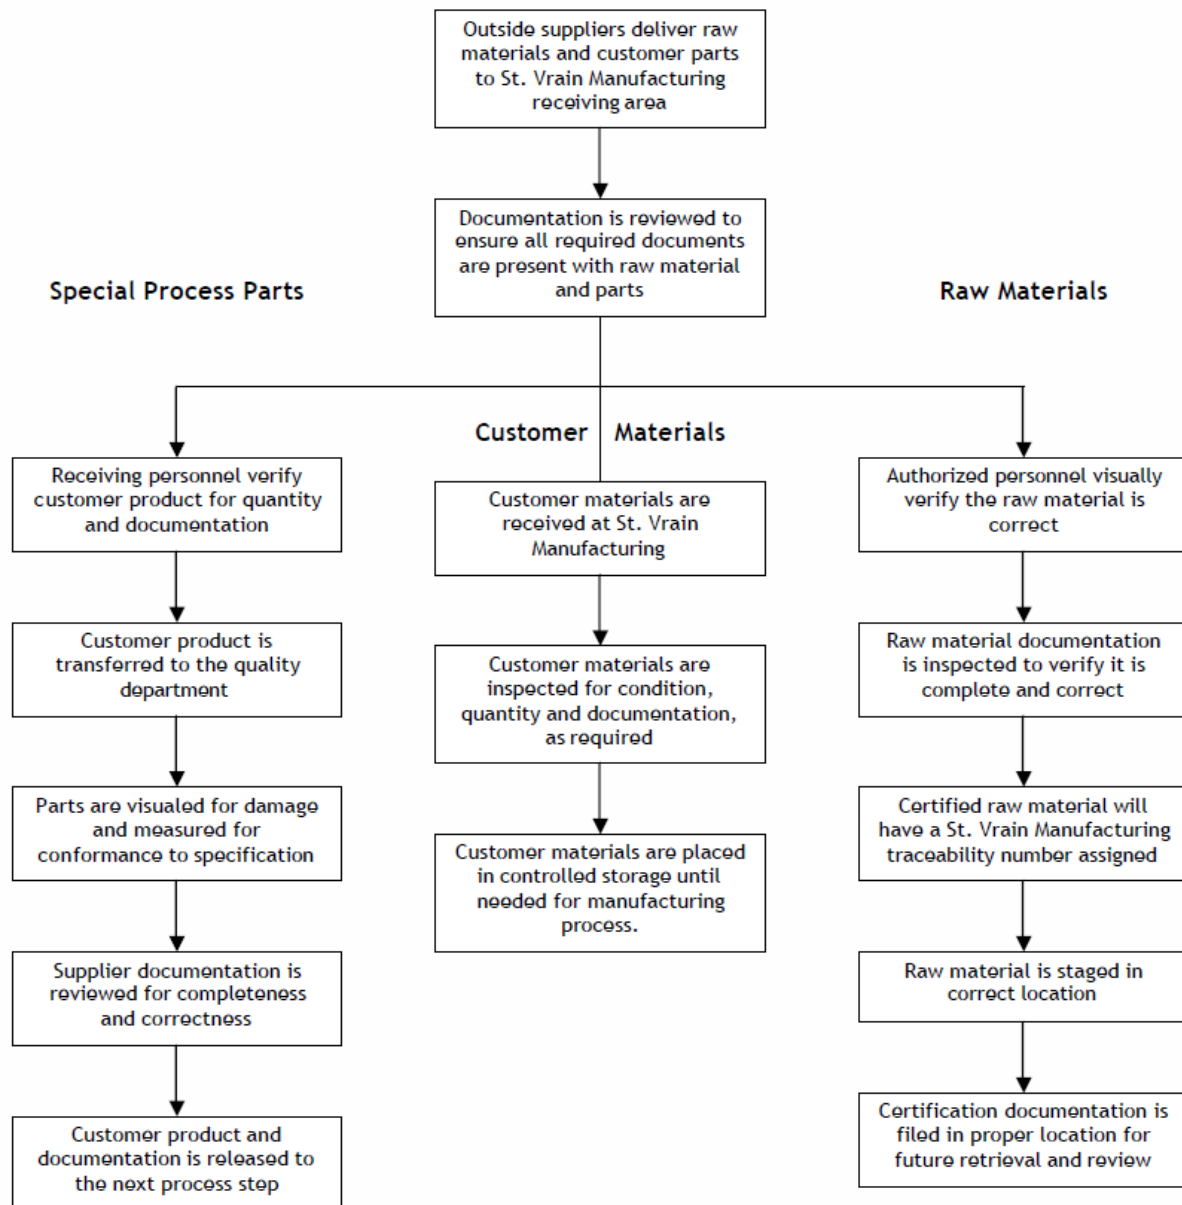 Outside suppliers deliver raw
materials and customer parts
to St. Vrain Manufacturing
receiving area
Documentation is reviewed to
ensure all required documents
are present with raw material
and parts
Special Process Parts
Raw Materials
Customer Materials
Receiving personnel verify
customer product for quantity
and documentation
Customer product is
transferred to the quality
department
Parts are visualed for damage
and measured for
conformance to specification
Supplier documentation is
reviewed for completeness
and correctness
Customer product and
documentation is released to
the next process step
Customer materials are
received at St. Vrain
Manufacturing
Customer materials are
inspected for condition,
quantity and documentation,
as required
Customer materials are placed
in controlled storage until
needed for manufacturing
process.
Authorized personnel visually
verify the raw material is
correct
Raw material documentation
is inspected to verify it is
complete and correct
Certified raw material will
have a St. Vrain Manufacturing
traceability number assigned
Raw material is staged in
correct location
Certification documentation is
filed in proper location for
future retrieval and review